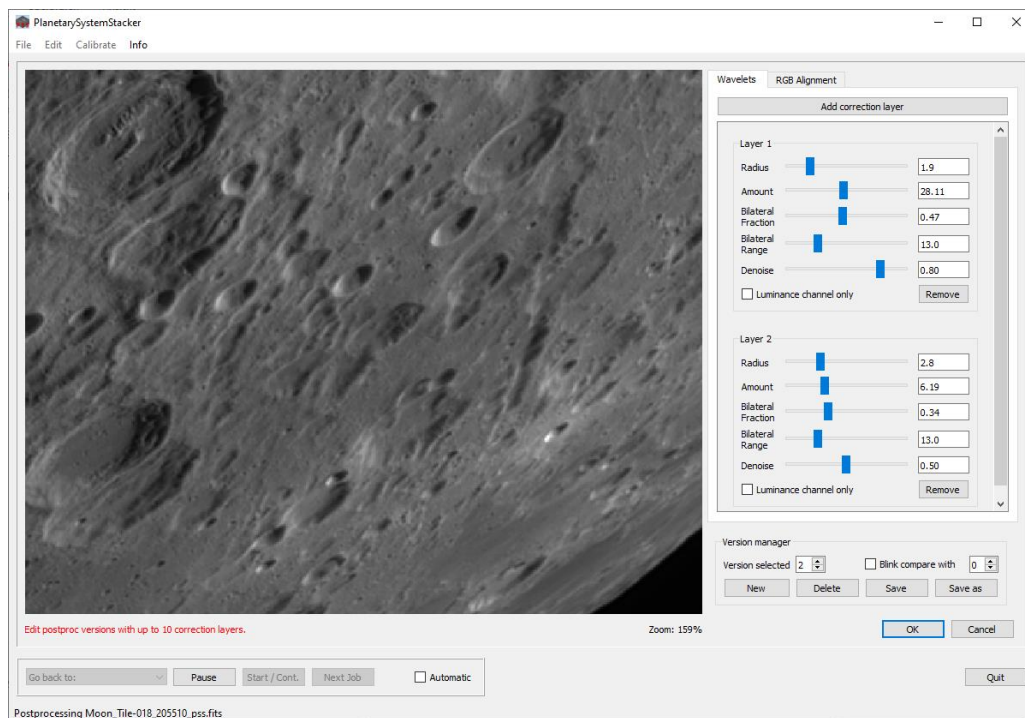 PlanetarySystemStacker
File Edit Calibrate Info
Wavelets RGB Alignment
Add correction layer
Layer 1
Radius 1.9
Amount 28.11
Bilateral Fraction 0.47
Bilateral Range 13.0
Denoise 0.80
Luminance channel only Remove
Layer 2
Radius 2.8
Amount 6.19
Bilateral Fraction 0.34
Bilateral Range 13.0
Denoise 0.50
Luminance channel only Remove
Version manager
Version selected 2 Blink compare with 0
New Delete Save Save as
Edit postproc versions with up to 10 correction layers. Zoom: 159% OK Cancel
Go back to: Pause Start / Cont. Next Job Automatic Quit
Postprocessing Moon_Tile-018_205510_pss.fits